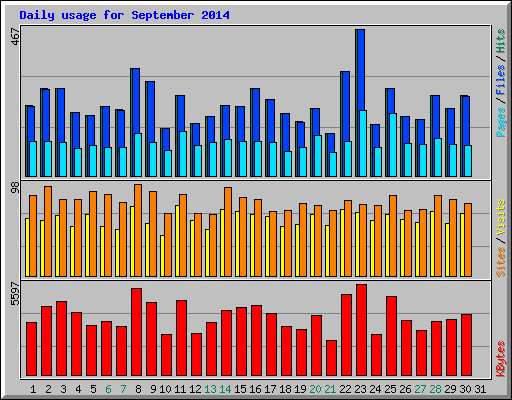 Daily usage for September 2014
467
Pages / Files / Hits
98
Sites / Visits
5597
KBytes
1 2 3 4 5 6 7 8 9 10 11 12 13 14 15 16 17 18 19 20 21 22 23 24 25 26 27 28 29 30 31